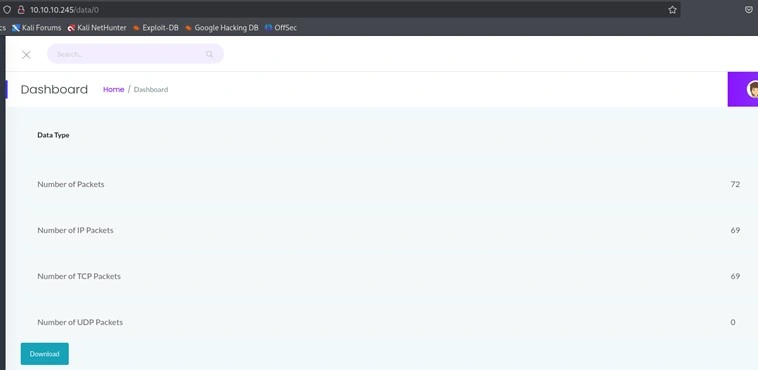 10.10.10.245/data/0
cs Kali Forums Kali NetHunter Exploit-DB Google Hacking DB OffSec
Search...
Dashboard Home / Dashboard
Data Type
Number of Packets 72
Number of IP Packets 69
Number of TCP Packets 69
Number of UDP Packets 0
Download